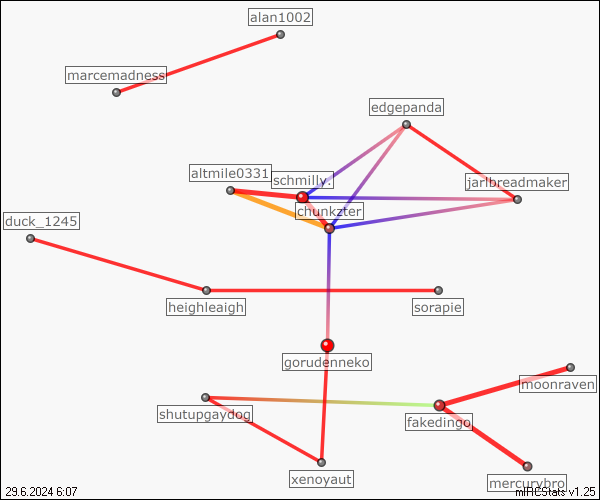 alan1002
marcemadness
edgepanda
altmile0331
schmilly.
jarlbreadmaker
chunkzter
duck_1245
heighleaigh
sorapie
gorudenneko
moonraven
shutupgaydog
fakedingo
xenoyaut
mercurybro
29.6.2024 6:07
mIRCStats v1.25